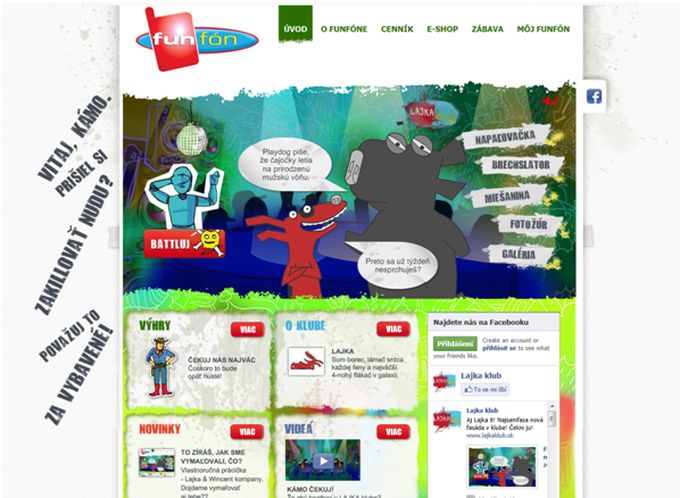 funfón
ÚVOD
O FUNFÓNE
CENNÍK
E-SHOP
ZÁBAVA
MÔJ FUNFÓN
VITAJ, KÁMO.
PRIŠIEL SI
ZAKILLOVAŤ NUDU?
POVAŽUJ TO
ZA VYBAVENÉ!
LAJKA
Playdog píše,
že čajočky letia
na prirodzenú
mužskú vôňu.
Preto sa už týždeň
nesprchuješ?
BATTLUJ
NAPAĽOVAČKA
BRECHSLATOR
MIEŠANINA
FOTOŽÚR
GALÉRIA
VÝHRY
VIAC
ČEKUJ NÁS NAJVÁC
Čoskoro to bude
opäť husté!
O KLUBE
VIAC
LAJKA
Som borec, lámač srdca
každej feny a najväčší
4-nohý flákač v galaxii.
NOVINKY
VIAC
TO ZÍRÁŠ, JAK SME
VYMAĽOVALI, ČO?
Vlastnoručná prácička
- Lajka & Wincent kompany.
Dojdeme vymaľovať
aj tebe??
VIDEÁ
VIAC
KÁMO ČEKUJ!
Najdete nás na Facebooku
Přihlášení
Create an account or
přihlásit se to see what
your friends like.
LAJKA
Lajka klub
To se mi líbí
LAJKA
Lajka klub
Aj Lajka it! Najsamfasa nová
fasáda v klube! Čekni ju!
www.lajkaklub.sk